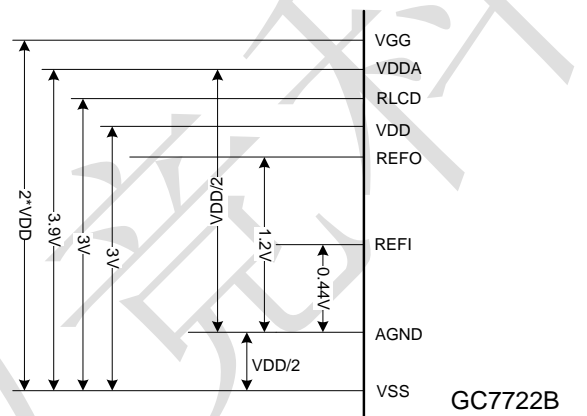 VGG
VDDA
RLCD
VDD
REFO
REFI
AGND
VSS
2*VDD
3.9V
3V
3V
VDD/2
1.2V
0.44V
VDD/2
GC7722B